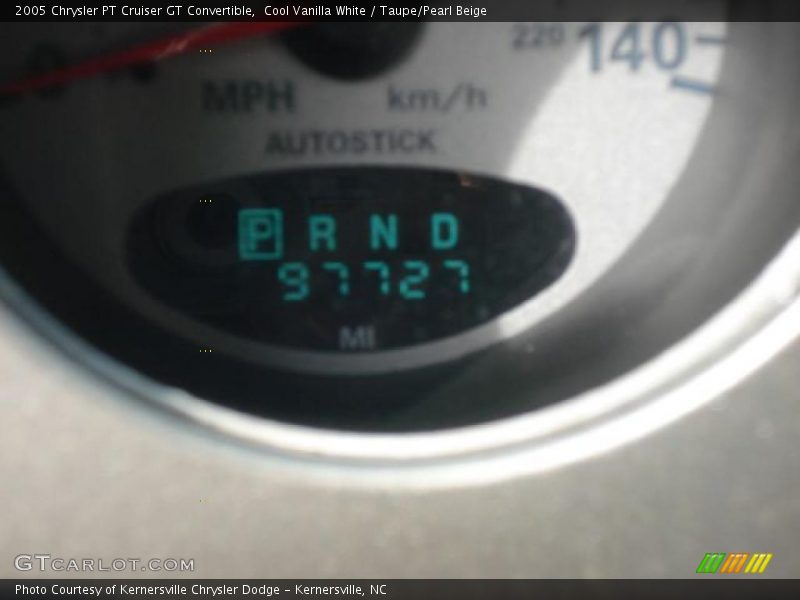 2005 Chrysler PT Cruiser GT Convertible,  Cool Vanilla White / Taupe/Pearl Beige
220 140
MPH km/h
AUTOSTICK
P R N D
97727
MI
GTCARLOT.COM
Photo Courtesy of Kernersville Chrysler Dodge – Kernersville, NC